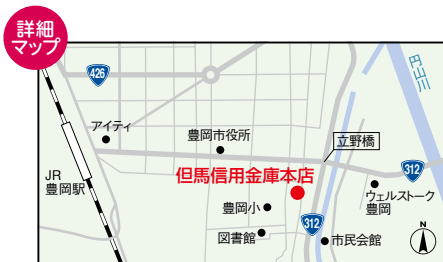 詳細
マップ
426
アイティ
豊岡市役所
立野橋
円山川
JR
豊岡駅
但馬信用金庫本店
312
ウェルストーク
豊岡
豊岡小
312
図書館
市民会館
N